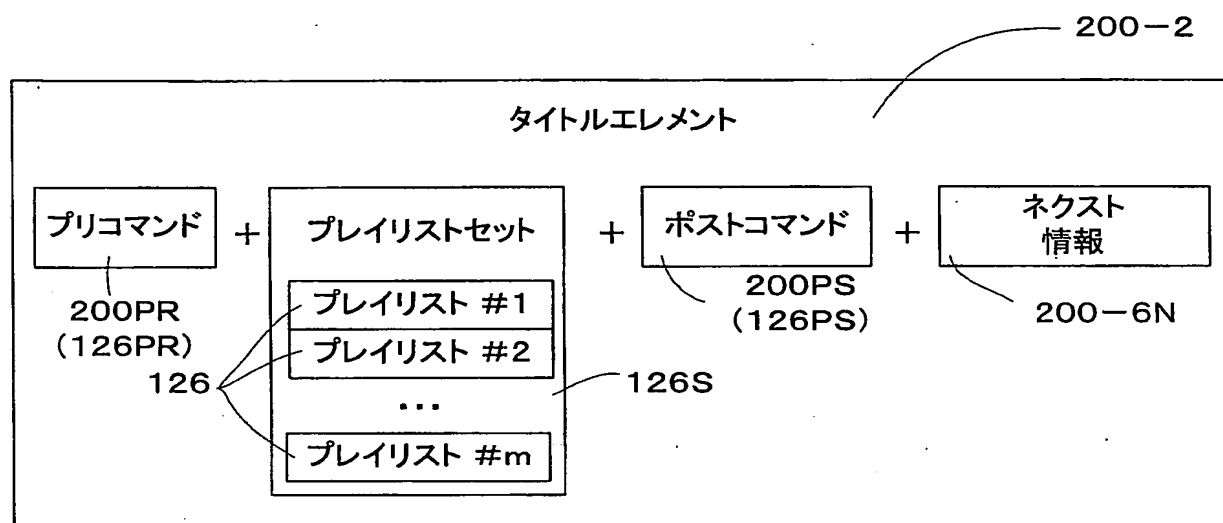 200-2
タイトルエレメント
プリコマンド
+
プレイリストセット
+
ポストコマンド
+
ネクスト
情報
200PR
(126PR)
プレイリスト #1
プレイリスト #2
...
プレイリスト #m
126
126S
200PS
(126PS)
200-6N